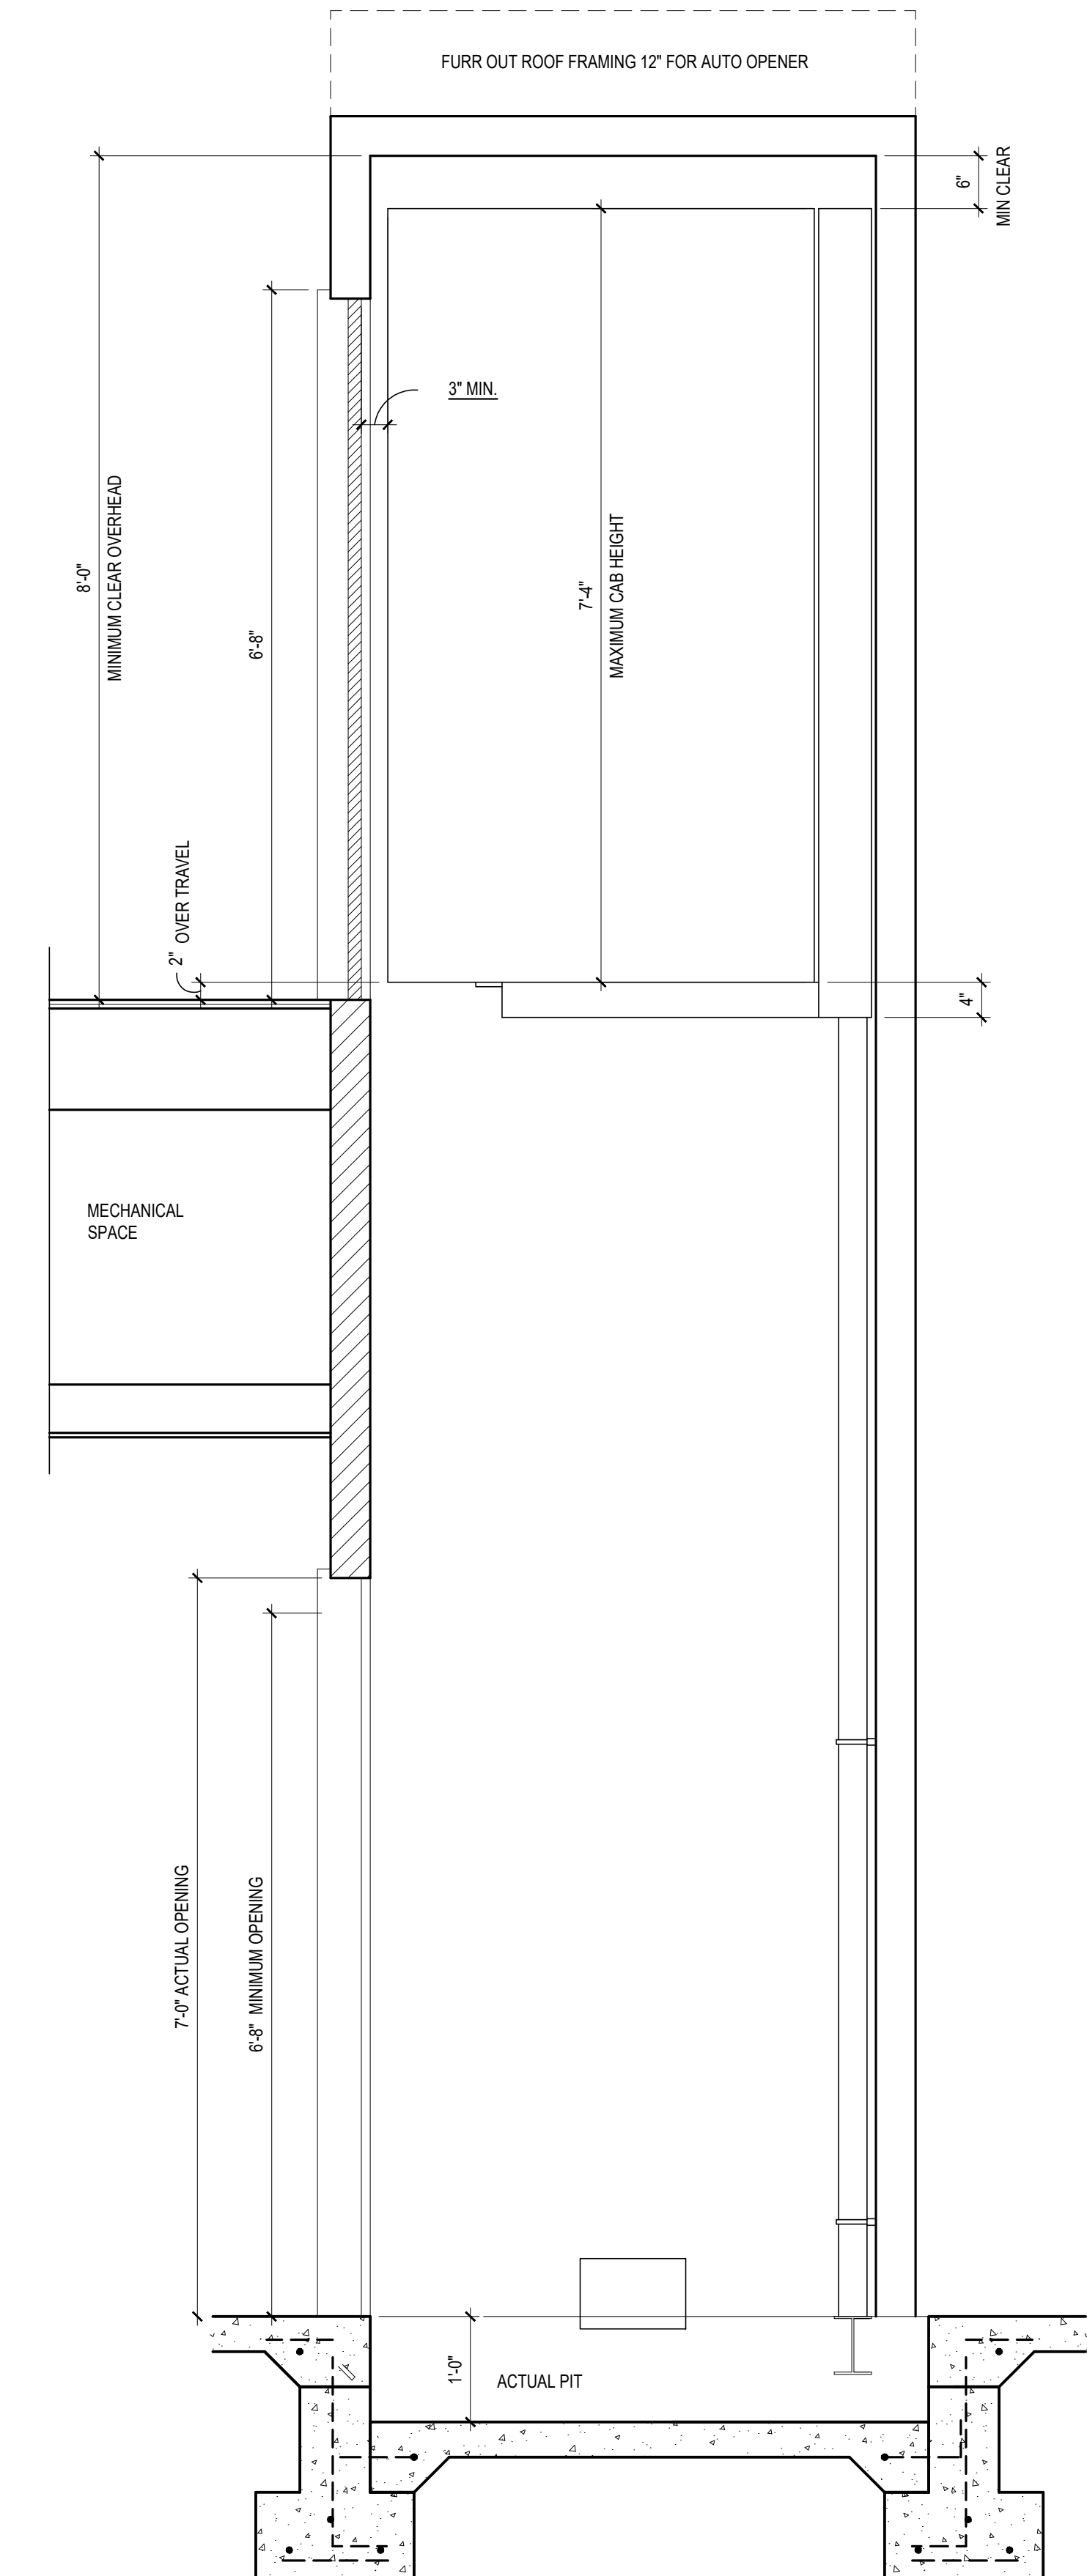 FURR OUT ROOF FRAMING 12" FOR AUTO OPENER
6"
MIN CLEAR
3" MIN.
8'-0"
MINIMUM CLEAR OVERHEAD
6'-8"
7'-4"
MAXIMUM CAB HEIGHT
2" OVER TRAVEL
4"
MECHANICAL
SPACE
7'-0" ACTUAL OPENING
6'-8" MINIMUM OPENING
1'-0"
ACTUAL PIT